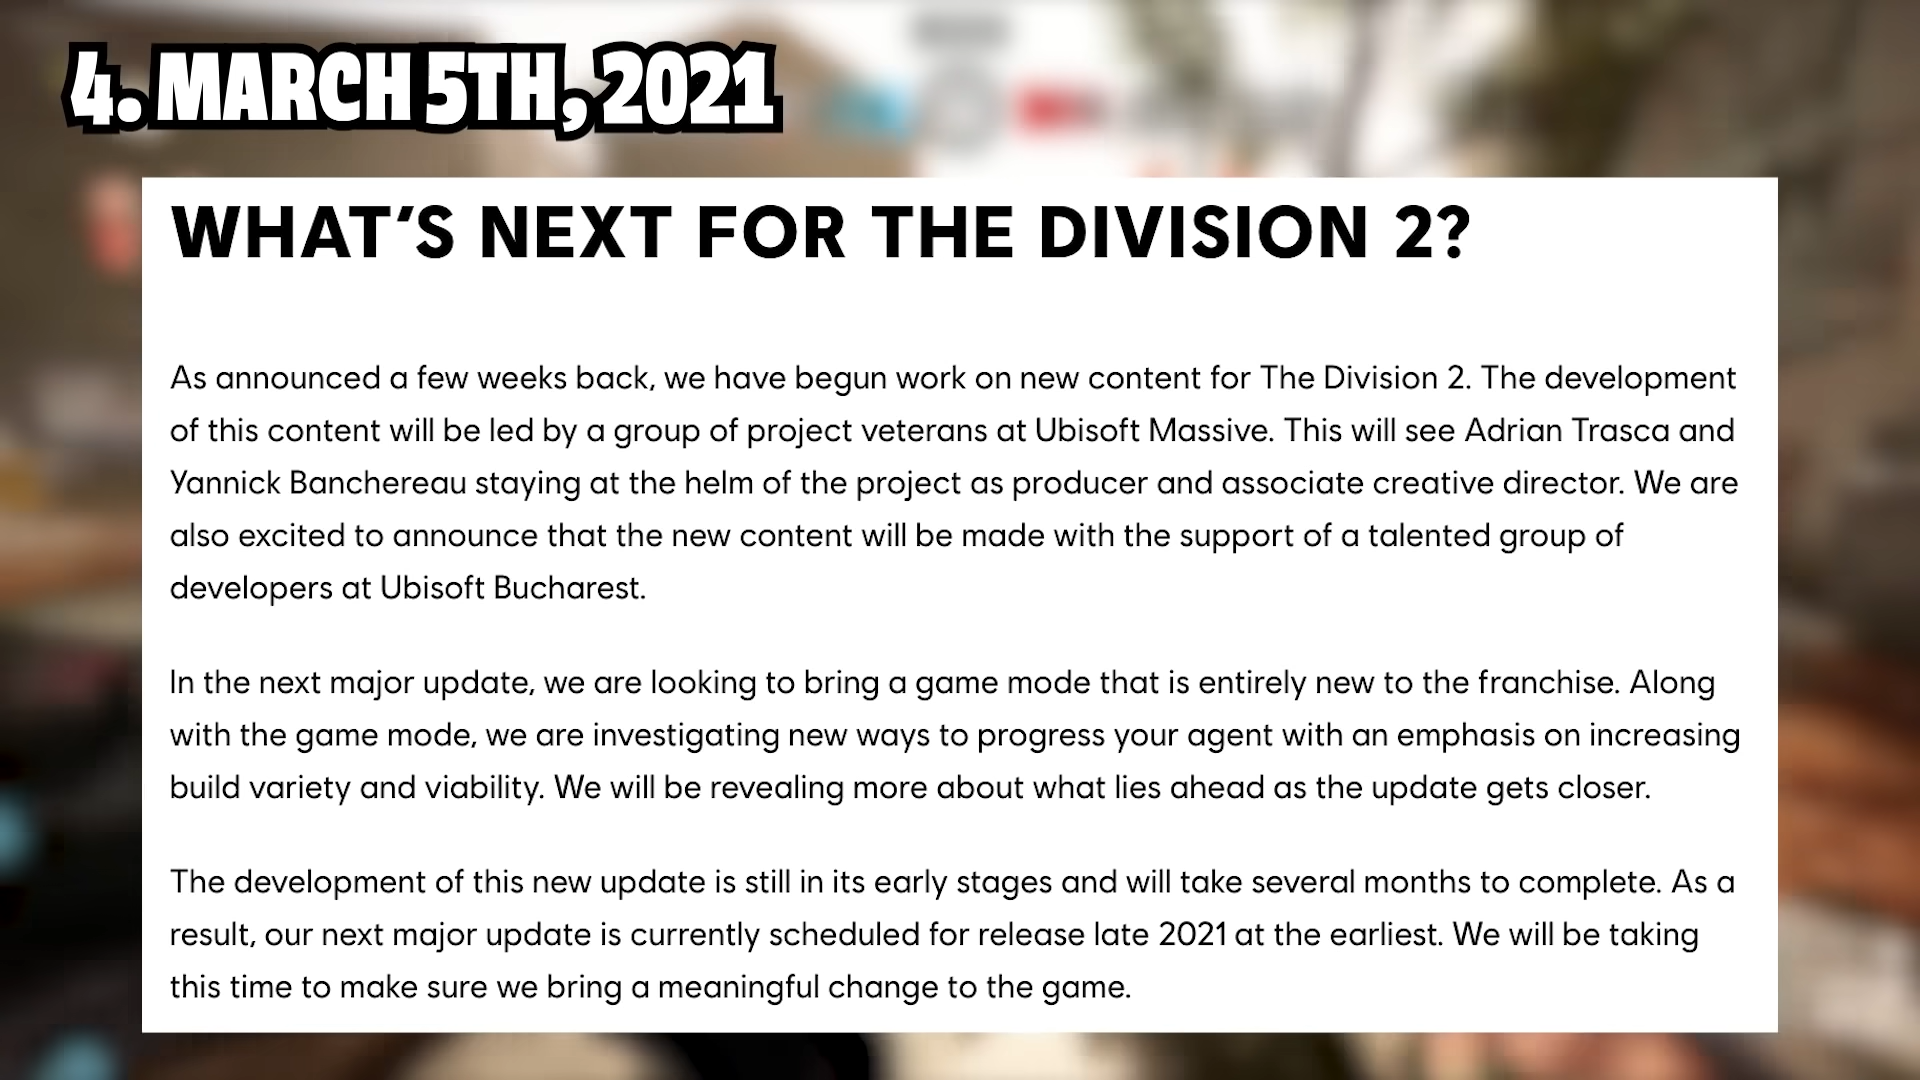 4. MARCH 5TH, 2021
WHAT'S NEXT FOR THE DIVISION 2?
As announced a few weeks back, we have begun work on new content for The Division 2. The development
of this content will be led by a group of project veterans at Ubisoft Massive. This will see Adrian Trasca and
Yannick Banchereau staying at the helm of the project as producer and associate creative director. We are
also excited to announce that the new content will be made with the support of a talented group of
developers at Ubisoft Bucharest.
In the next major update, we are looking to bring a game mode that is entirely new to the franchise. Along
with the game mode, we are investigating new ways to progress your agent with an emphasis on increasing
build variety and viability. We will be revealing more about what lies ahead as the update gets closer.
The development of this new update is still in its early stages and will take several months to complete. As a
result, our next major update is currently scheduled for release late 2021 at the earliest. We will be taking
this time to make sure we bring a meaningful change to the game.